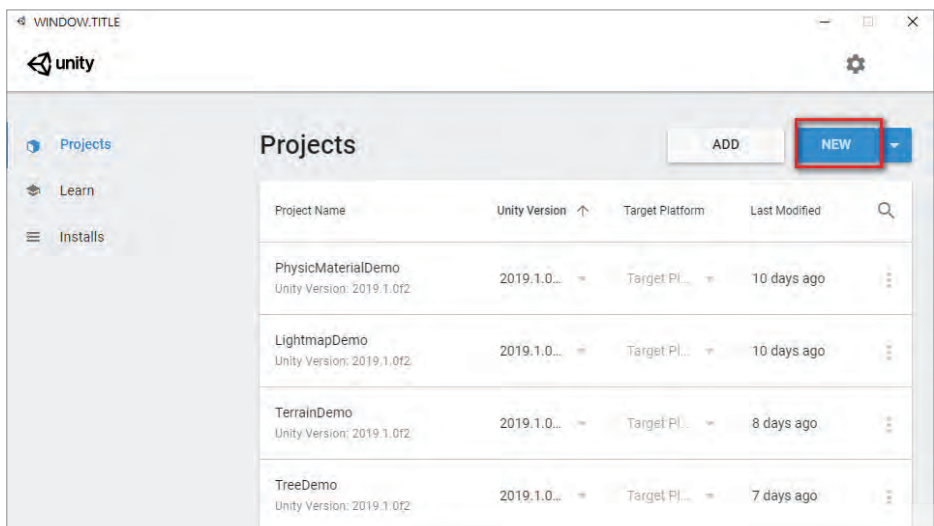 WINDOW.TITLE
unity
Projects
Learn
Installs
Projects
ADD
NEW
Project Name Unity Version Target Platform Last Modified
PhysicMaterialDemo
Unity Version: 2019.1.0f2
2019.1.0... Target Pl... 10 days ago
LightmapDemo
Unity Version: 2019.1.0f2
2019.1.0... Target Pl... 10 days ago
TerrainDemo
Unity Version: 2019.1.0f2
2019.1.0... Target Pl... 8 days ago
TreeDemo
Unity Version: 2019.1.0f2
2019.1.0... Target Pl... 7 days ago